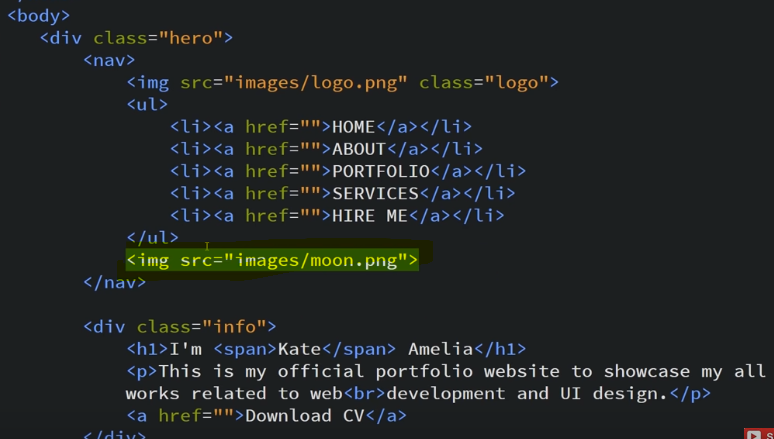 <body>
<div class="hero">
<nav>
<img src="images/logo.png" class="logo">
<ul>
<li><a href="">HOME</a></li>
<li><a href="">ABOUT</a></li>
<li><a href="">PORTFOLIO</a></li>
<li><a href="">SERVICES</a></li>
<li><a href="">HIRE ME</a></li>
</ul>
<img src="images/moon.png">
</nav>
<div class="info">
<h1>I'm <span>Kate</span> Amelia</h1>
<p>This is my official portfolio website to showcase my all
works related to web<br>development and UI design.</p>
<a href="">Download CV</a>
</div>